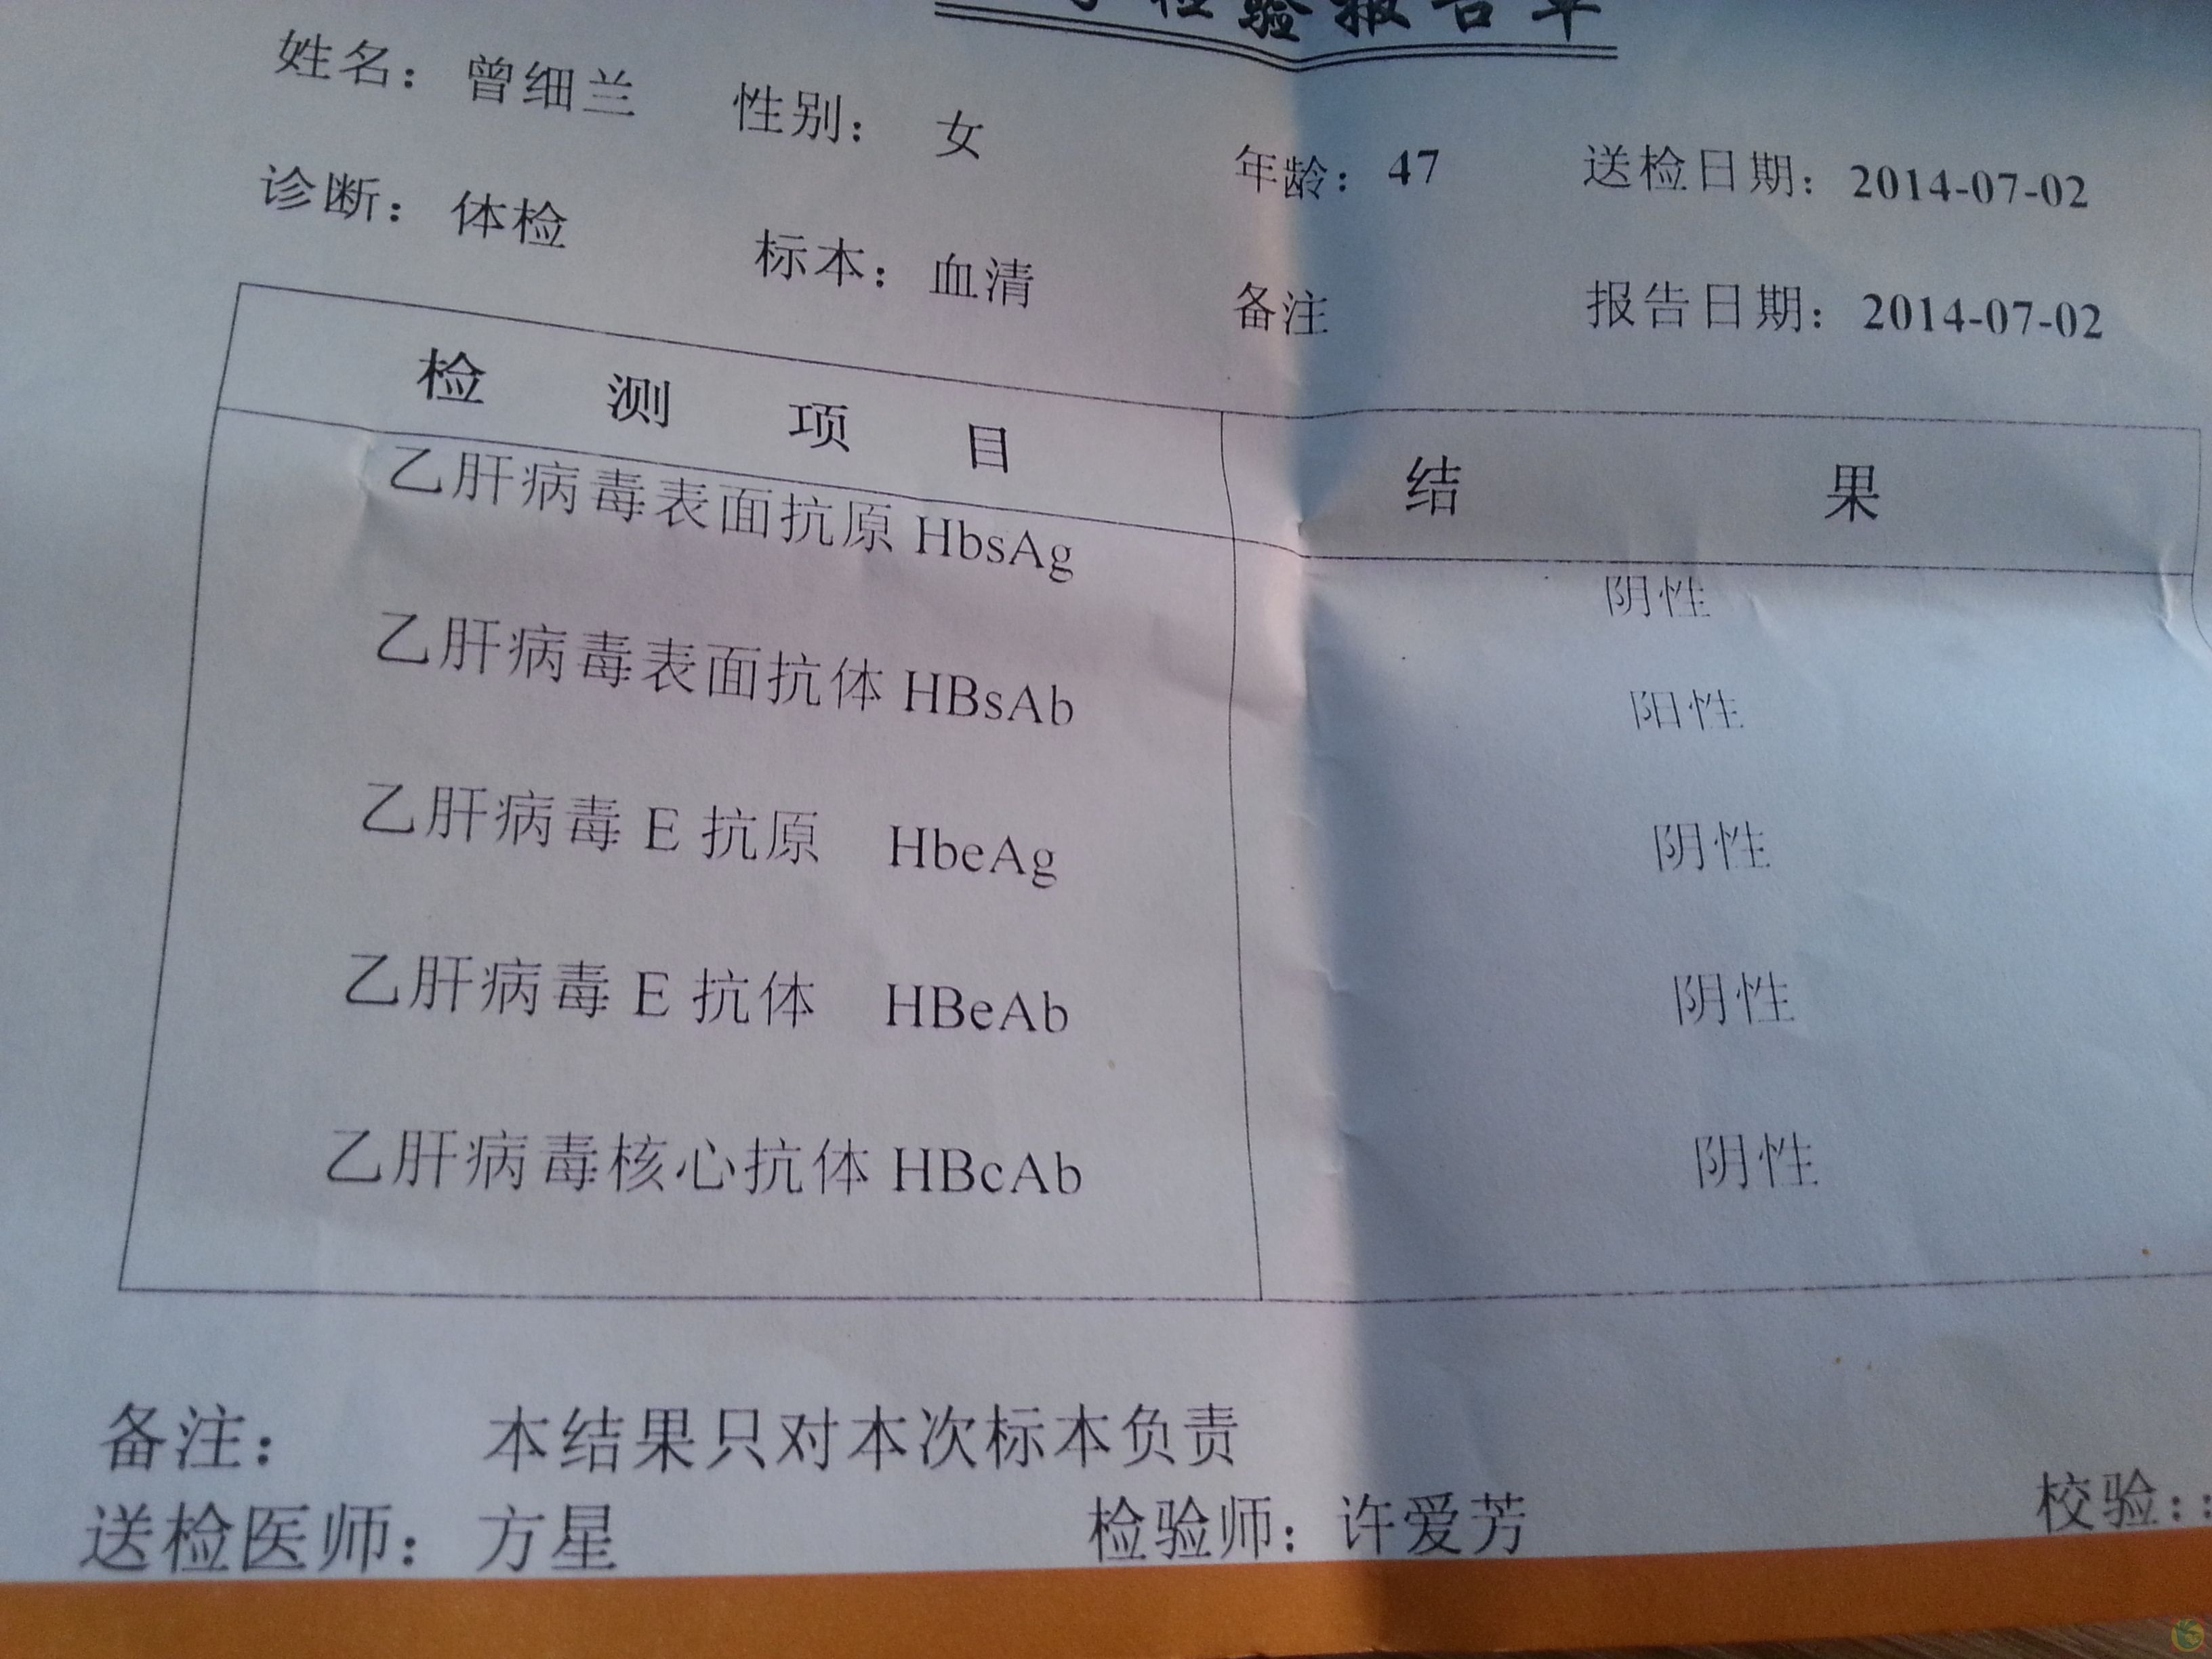 检验报告单
姓名：曾细兰 性别：女 年龄：47 送检日期：2014-07-02
诊断：体检 标本：血清 备注 报告日期：2014-07-02
检测项目 结果
乙肝病毒表面抗原 HbsAg 阴性
乙肝病毒表面抗体 HBsAb 阳性
乙肝病毒 E 抗原 HbeAg 阴性
乙肝病毒 E 抗体 HBeAb 阴性
乙肝病毒核心抗体 HBcAb 阴性
备注： 本结果只对本次标本负责
送检医师：方星 检验师：许爱芳 校验：